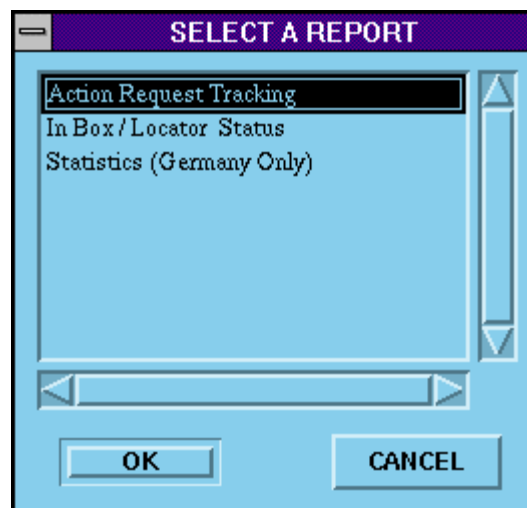 SELECT A REPORT
Action Request Tracking
In Box / Locator Status
Statistics (Germany Only)
OK
CANCEL